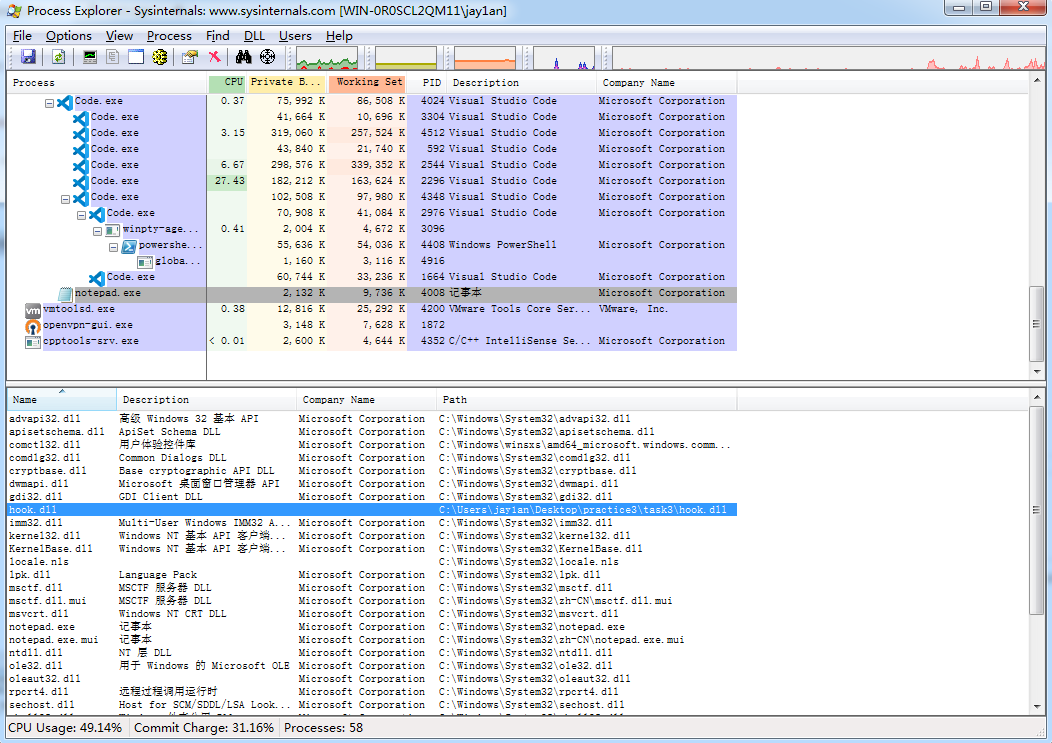 Process Explorer - Sysinternals: www.sysinternals.com [WIN-0R0SCL2QM11\jay1an]
File Options View Process Find DLL Users Help
Process CPU Private B... Working Set PID Description Company Name
Code.exe 0.37 75,992 K 86,508 K 4024 Visual Studio Code Microsoft Corporation
Code.exe 41,664 K 10,696 K 3304 Visual Studio Code Microsoft Corporation
Code.exe 3.15 319,060 K 257,524 K 4512 Visual Studio Code Microsoft Corporation
Code.exe 43,840 K 21,740 K 592 Visual Studio Code Microsoft Corporation
Code.exe 6.67 298,576 K 339,352 K 2544 Visual Studio Code Microsoft Corporation
Code.exe 27.43 182,212 K 163,624 K 2296 Visual Studio Code Microsoft Corporation
Code.exe 102,508 K 97,980 K 4348 Visual Studio Code Microsoft Corporation
Code.exe 70,908 K 41,084 K 2976 Visual Studio Code Microsoft Corporation
winpty-age... 0.41 2,004 K 4,672 K 3096
powershe... 55,636 K 54,036 K 4408 Windows PowerShell Microsoft Corporation
globa... 1,160 K 3,116 K 4916
Code.exe 60,744 K 33,236 K 1664 Visual Studio Code Microsoft Corporation
notepad.exe 2,132 K 9,736 K 4008 记事本 Microsoft Corporation
vm vmtoolsd.exe 0.38 12,816 K 25,292 K 4200 VMware Tools Core Ser... VMware, Inc.
openvpn-gui.exe 3,148 K 7,628 K 1872
cpptools-srv.exe < 0.01 2,600 K 4,644 K 4352 C/C++ IntelliSense Se... Microsoft Corporation
Name Description Company Name Path
advapi32.dll 高级 Windows 32 基本 API Microsoft Corporation C:\Windows\System32\advapi32.dll
apisetschema.dll ApiSet Schema DLL Microsoft Corporation C:\Windows\System32\apisetschema.dll
comctl32.dll 用户体验控件库 Microsoft Corporation C:\Windows\winsxs\amd64_microsoft.windows.comm...
comdlg32.dll Common Dialogs DLL Microsoft Corporation C:\Windows\System32\comdlg32.dll
cryptbase.dll Base cryptographic API DLL Microsoft Corporation C:\Windows\System32\cryptbase.dll
dwmapi.dll Microsoft 桌面窗口管理器 API Microsoft Corporation C:\Windows\System32\dwmapi.dll
gdi32.dll GDI Client DLL Microsoft Corporation C:\Windows\System32\gdi32.dll
hook.dll C:\Users\jay1an\Desktop\practice3\task3\hook.dll
imm32.dll Multi-User Windows IMM32 A... Microsoft Corporation C:\Windows\System32\imm32.dll
kernel32.dll Windows NT 基本 API 客户端... Microsoft Corporation C:\Windows\System32\kernel32.dll
KernelBase.dll Windows NT 基本 API 客户端... Microsoft Corporation C:\Windows\System32\KernelBase.dll
locale.nls C:\Windows\System32\locale.nls
lpk.dll Language Pack Microsoft Corporation C:\Windows\System32\lpk.dll
msctf.dll MSCTF 服务器 DLL Microsoft Corporation C:\Windows\System32\msctf.dll
msctf.dll.mui MSCTF 服务器 DLL Microsoft Corporation C:\Windows\System32\zh-CN\msctf.dll.mui
msvcrt.dll Windows NT CRT DLL Microsoft Corporation C:\Windows\System32\msvcrt.dll
notepad.exe 记事本 Microsoft Corporation C:\Windows\System32\notepad.exe
notepad.exe.mui 记事本 Microsoft Corporation C:\Windows\System32\zh-CN\notepad.exe.mui
ntdll.dll NT 层 DLL Microsoft Corporation C:\Windows\System32\ntdll.dll
ole32.dll 用于 Windows 的 Microsoft OLE Microsoft Corporation C:\Windows\System32\ole32.dll
oleaut32.dll Microsoft Corporation C:\Windows\System32\oleaut32.dll
rpcrt4.dll 远程过程调用运行时 Microsoft Corporation C:\Windows\System32\rpcrt4.dll
sechost.dll Host for SCM/SDDL/LSA Look... Microsoft Corporation C:\Windows\System32\sechost.dll
CPU Usage: 49.14% Commit Charge: 31.16% Processes: 58